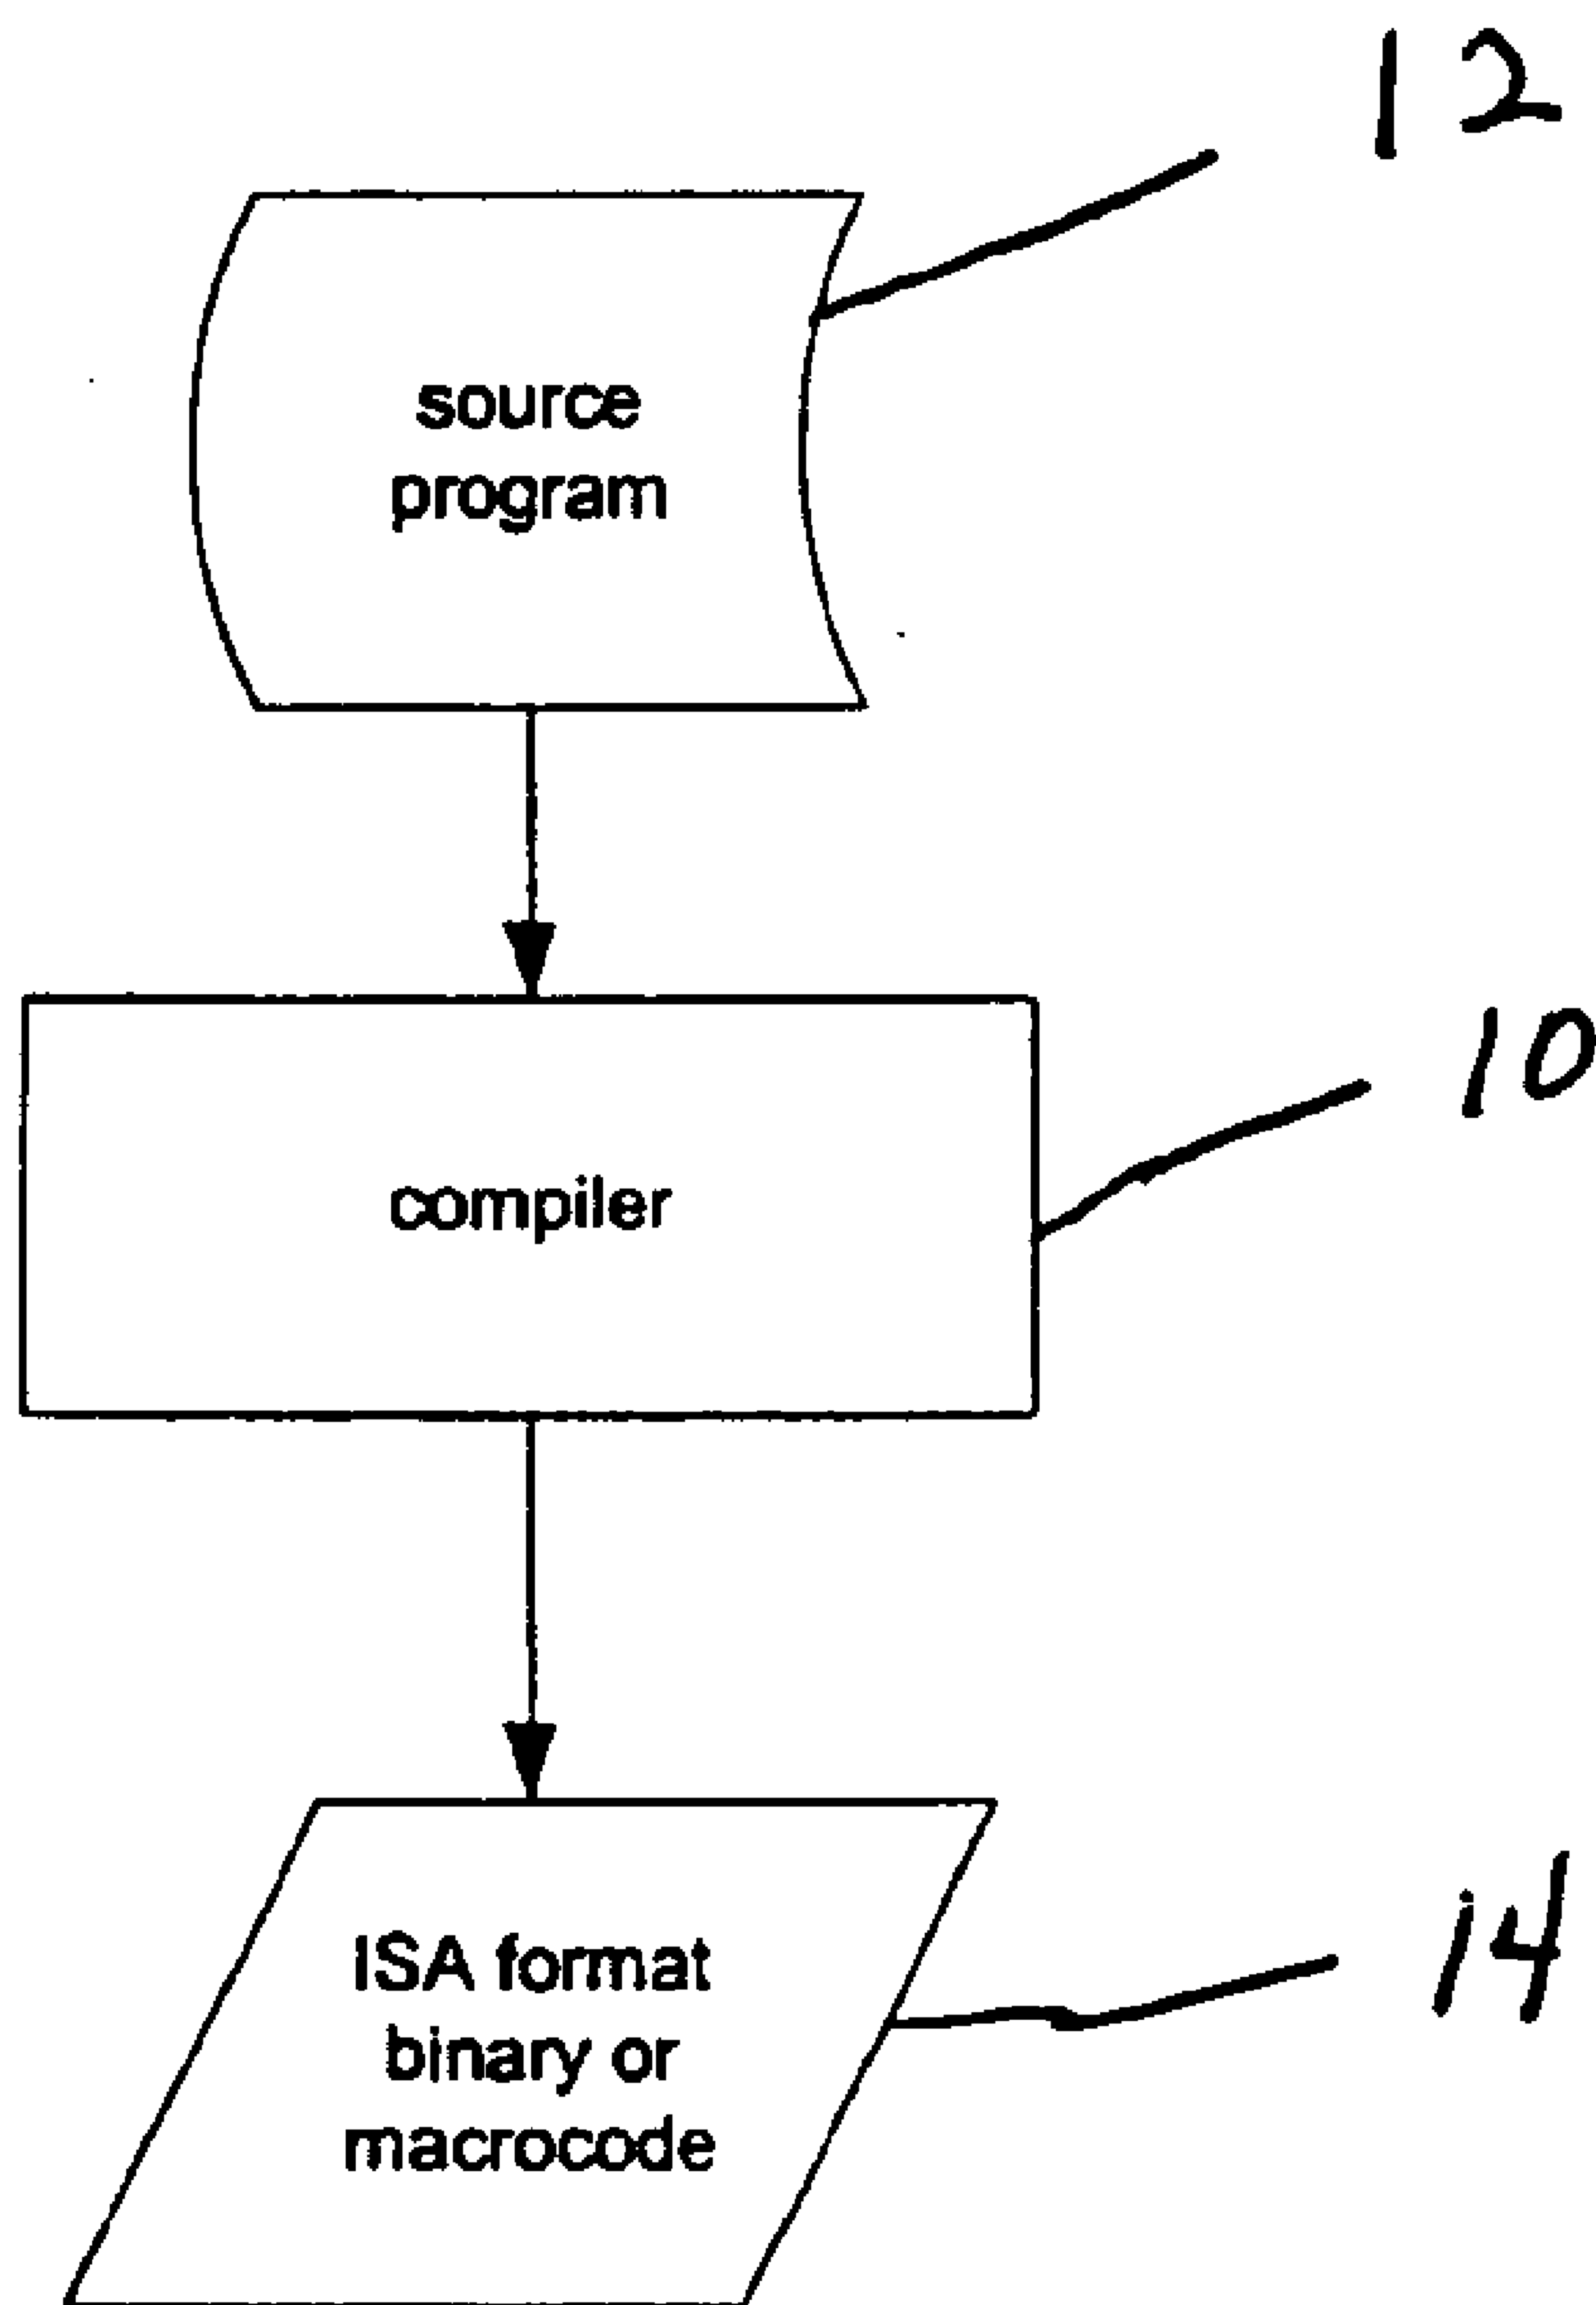 12
source
program
10
compiler
14
ISA format
binary or
macrocode